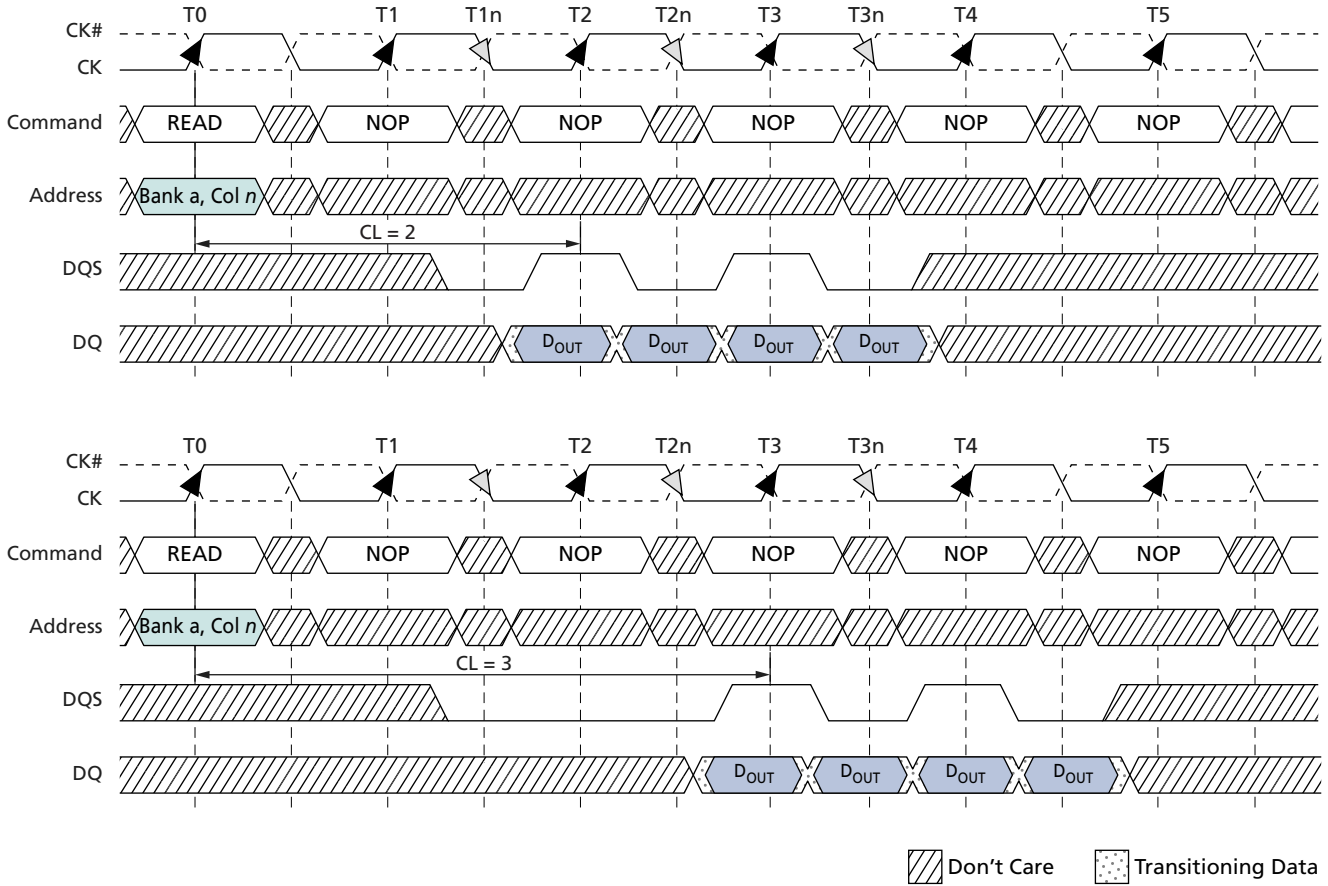 T0 T1 T1n T2 T2n T3 T3n T4 T5
CK#
CK
Command READ NOP NOP NOP NOP NOP
Address Bank a, Col n
CL = 2
DQS
DQ DOUT DOUT DOUT DOUT
T0 T1 T1n T2 T2n T3 T3n T4 T5
CK#
CK
Command READ NOP NOP NOP NOP NOP
Address Bank a, Col n
CL = 3
DQS
DQ DOUT DOUT DOUT DOUT
Don't Care Transitioning Data